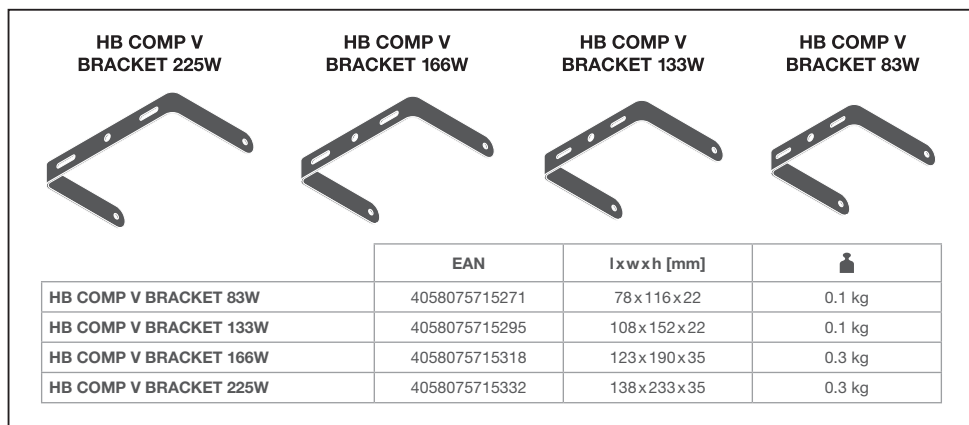 HB COMP V
BRACKET 225W
HB COMP V
BRACKET 166W
HB COMP V
BRACKET 133W
HB COMP V
BRACKET 83W
EAN l x w x h [mm]
HB COMP V BRACKET 83W 4058075715271 78 x 116 x 22 0.1 kg
HB COMP V BRACKET 133W 4058075715295 108 x 152 x 22 0.1 kg
HB COMP V BRACKET 166W 4058075715318 123 x 190 x 35 0.3 kg
HB COMP V BRACKET 225W 4058075715332 138 x 233 x 35 0.3 kg